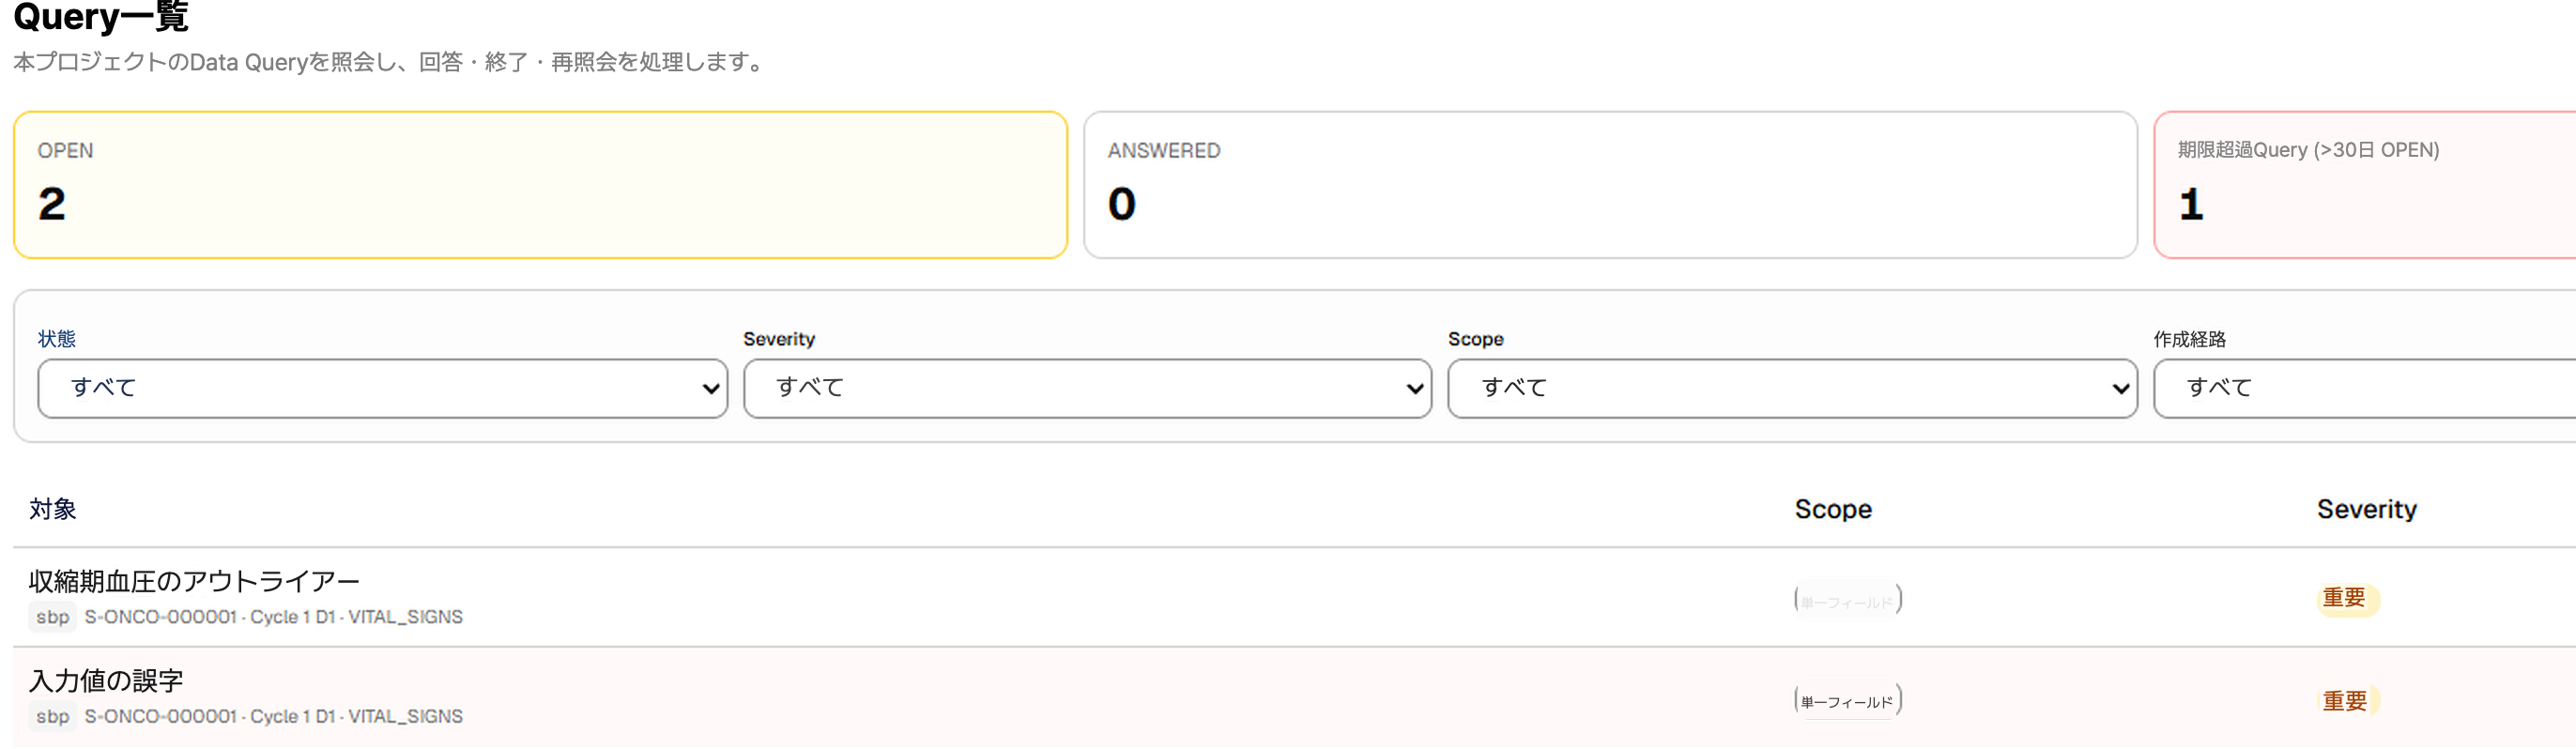 Query一覧
本プロジェクトのData Queryを照会し、回答・終了・再照会を処理します。
OPEN
2
ANSWERED
0
期限超過Query (>30日 OPEN)
1
状態
すべて
Severity
すべて
Scope
すべて
作成経路
すべて
対象 Scope Severity
収縮期血圧のアウトライアー
sbp S-ONCO-000001 · Cycle 1 D1 · VITAL_SIGNS
単一フィールド
重要
入力値の誤字
sbp S-ONCO-000001 · Cycle 1 D1 · VITAL_SIGNS
単一フィールド
重要